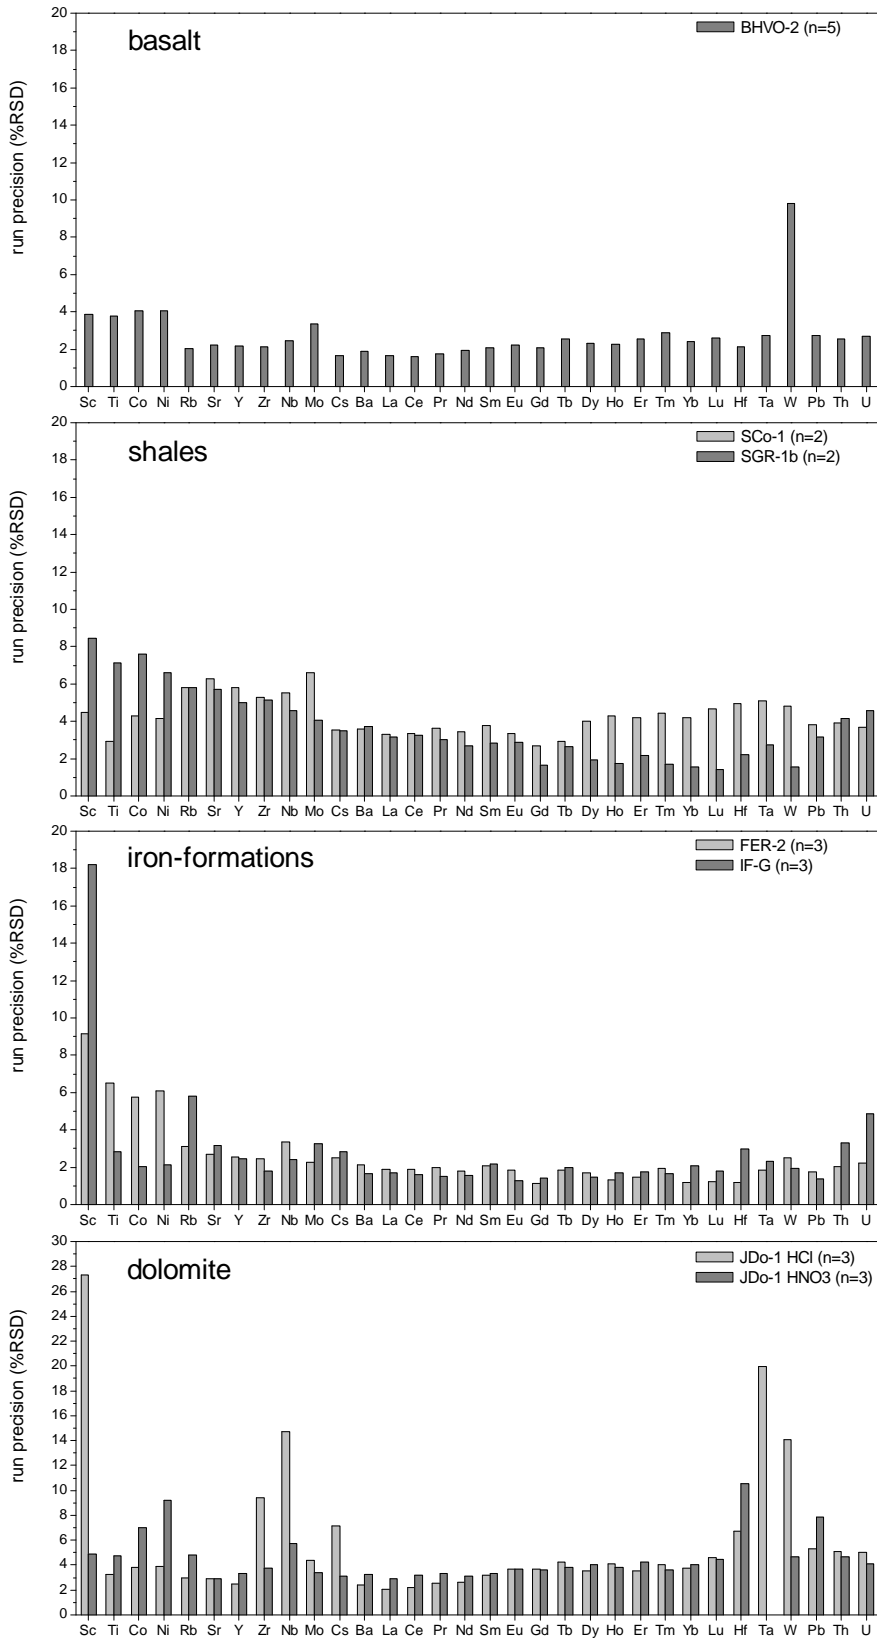 basalt
BHVO-2 (n=5)
run precision (%RSD)
20
18
16
14
12
10
8
6
4
2
0
Sc Ti Co Ni Rb Sr Y Zr Nb Mo Cs Ba La Ce Pr Nd Sm Eu Gd Tb Dy Ho Er Tm Yb Lu Hf Ta W Pb Th U
shales
SCo-1 (n=2)
SGR-1b (n=2)
run precision (%RSD)
20
18
16
14
12
10
8
6
4
2
0
Sc Ti Co Ni Rb Sr Y Zr Nb Mo Cs Ba La Ce Pr Nd Sm Eu Gd Tb Dy Ho Er Tm Yb Lu Hf Ta W Pb Th U
iron-formations
FER-2 (n=3)
IF-G (n=3)
run precision (%RSD)
20
18
16
14
12
10
8
6
4
2
0
Sc Ti Co Ni Rb Sr Y Zr Nb Mo Cs Ba La Ce Pr Nd Sm Eu Gd Tb Dy Ho Er Tm Yb Lu Hf Ta W Pb Th U
dolomite
JDo-1 HCl (n=3)
JDo-1 HNO3 (n=3)
run precision (%RSD)
30
28
26
24
22
20
18
16
14
12
10
8
6
4
2
0
Sc Ti Co Ni Rb Sr Y Zr Nb Mo Cs Ba La Ce Pr Nd Sm Eu Gd Tb Dy Ho Er Tm Yb Lu Hf Ta W Pb Th U